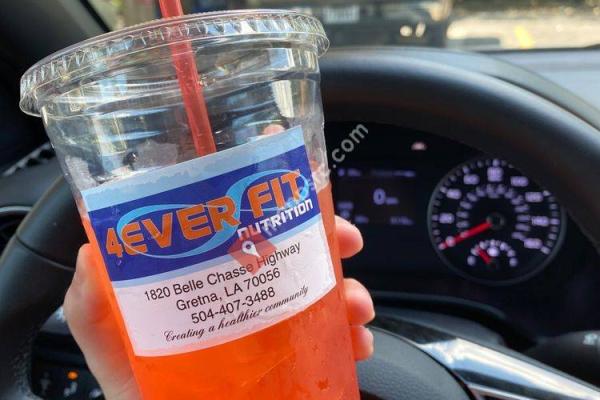 4EVER FIT
NUTRITION
1820 Belle Chasse Highway
Gretna, LA 70056
504-407-3488
Creating a healthier community